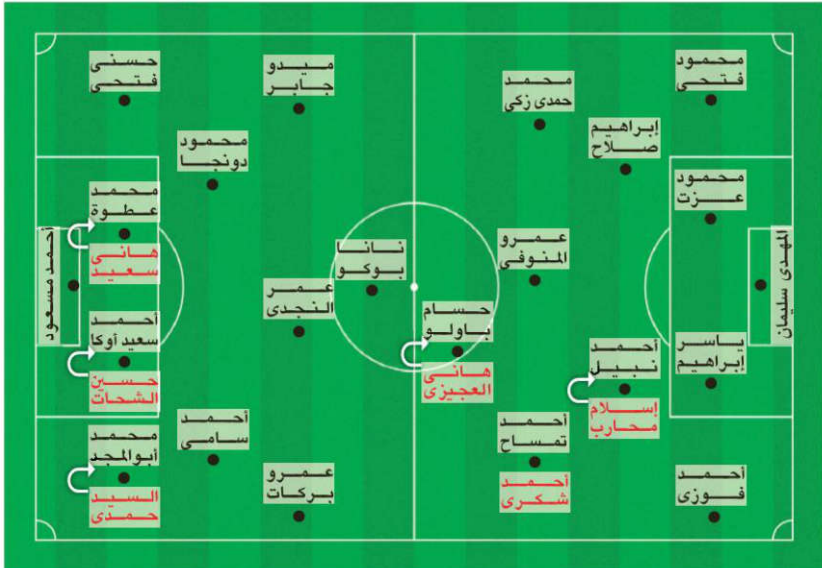 محمود
فتحى
محمد
حمدى زكى
ميدو
جابر
حسنى
فتحى
إبراهيم
صلاح
محمود
دونجا
محمود
عزت
محمد
عطوة
هانى
سعيد
المهدى سليمان
عمرو
المنوفى
نانا
بوكو
أحمد مسعود
عمر
النجدى
حسام
باولو
هانى
العجيزى
ياسر
إبراهيم
أحمد
نبيل
إسلام
محارب
أحمد
سعيد أوكا
حسين
الشحات
أحمد
تمساح
أحمد
شكرى
أحمد
سامى
محمد
أبوالمجد
السيد
حمدى
أحمد
فوزى
عمرو
بركات